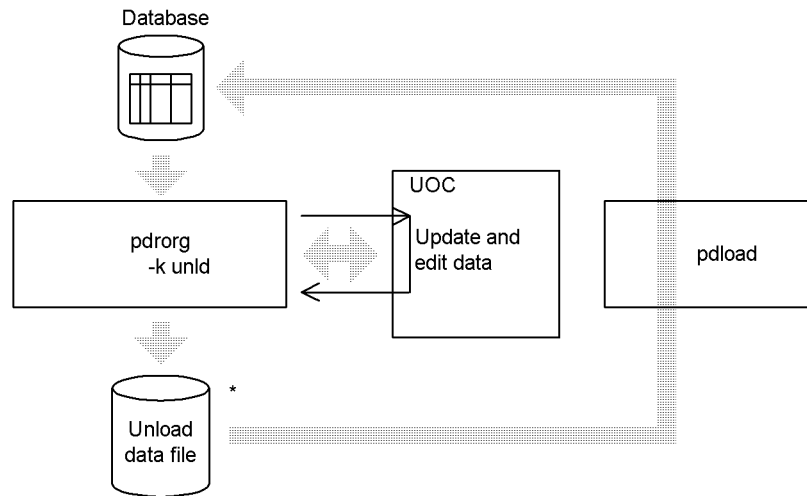 Database
pdrorg
-k unld
UOC
Update and
edit data
pdload
*
Unload
data file